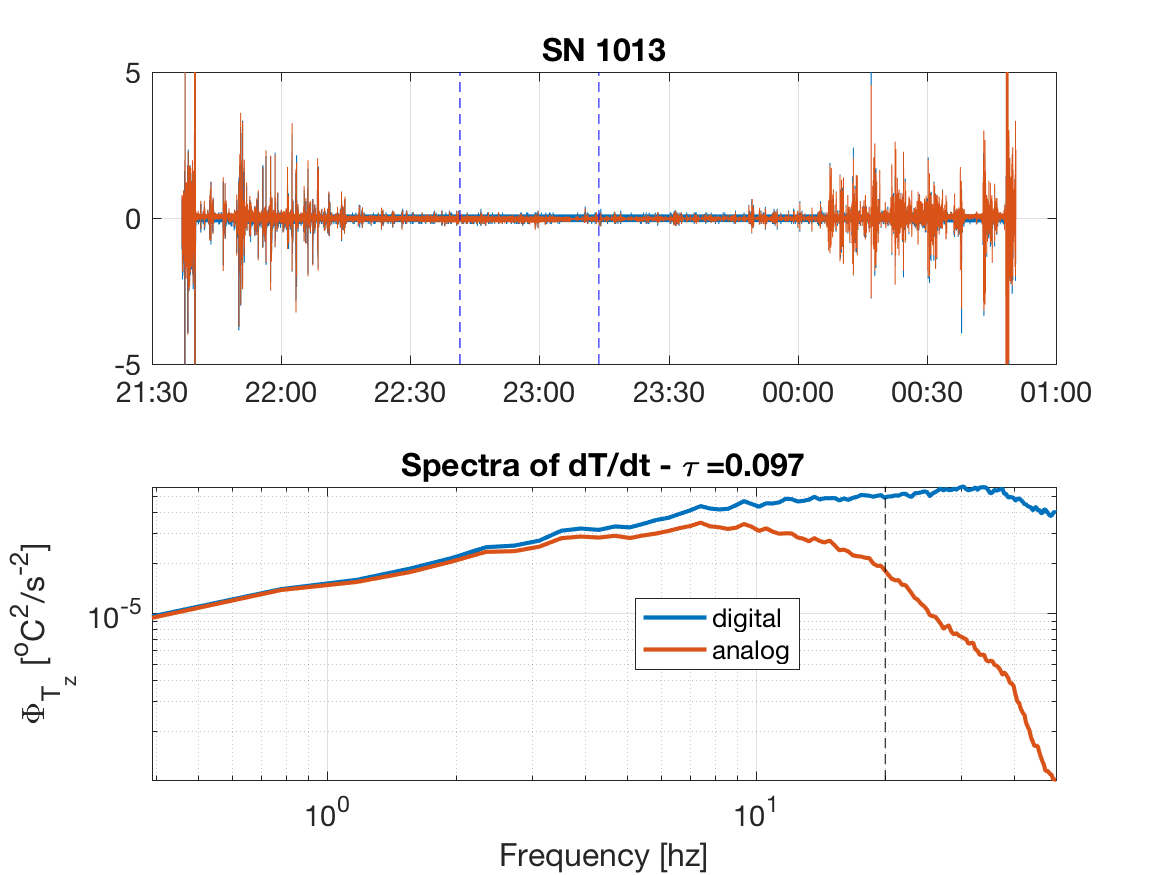 SN 1013
5
0
-5
21:30 22:00 22:30 23:00 23:30 00:00 00:30 01:00
Spectra of dT/dt - τ =0.097
Φ_{T_z} [°C²/s⁻²]
10⁻⁵
digital
analog
10⁰ 10¹
Frequency [hz]